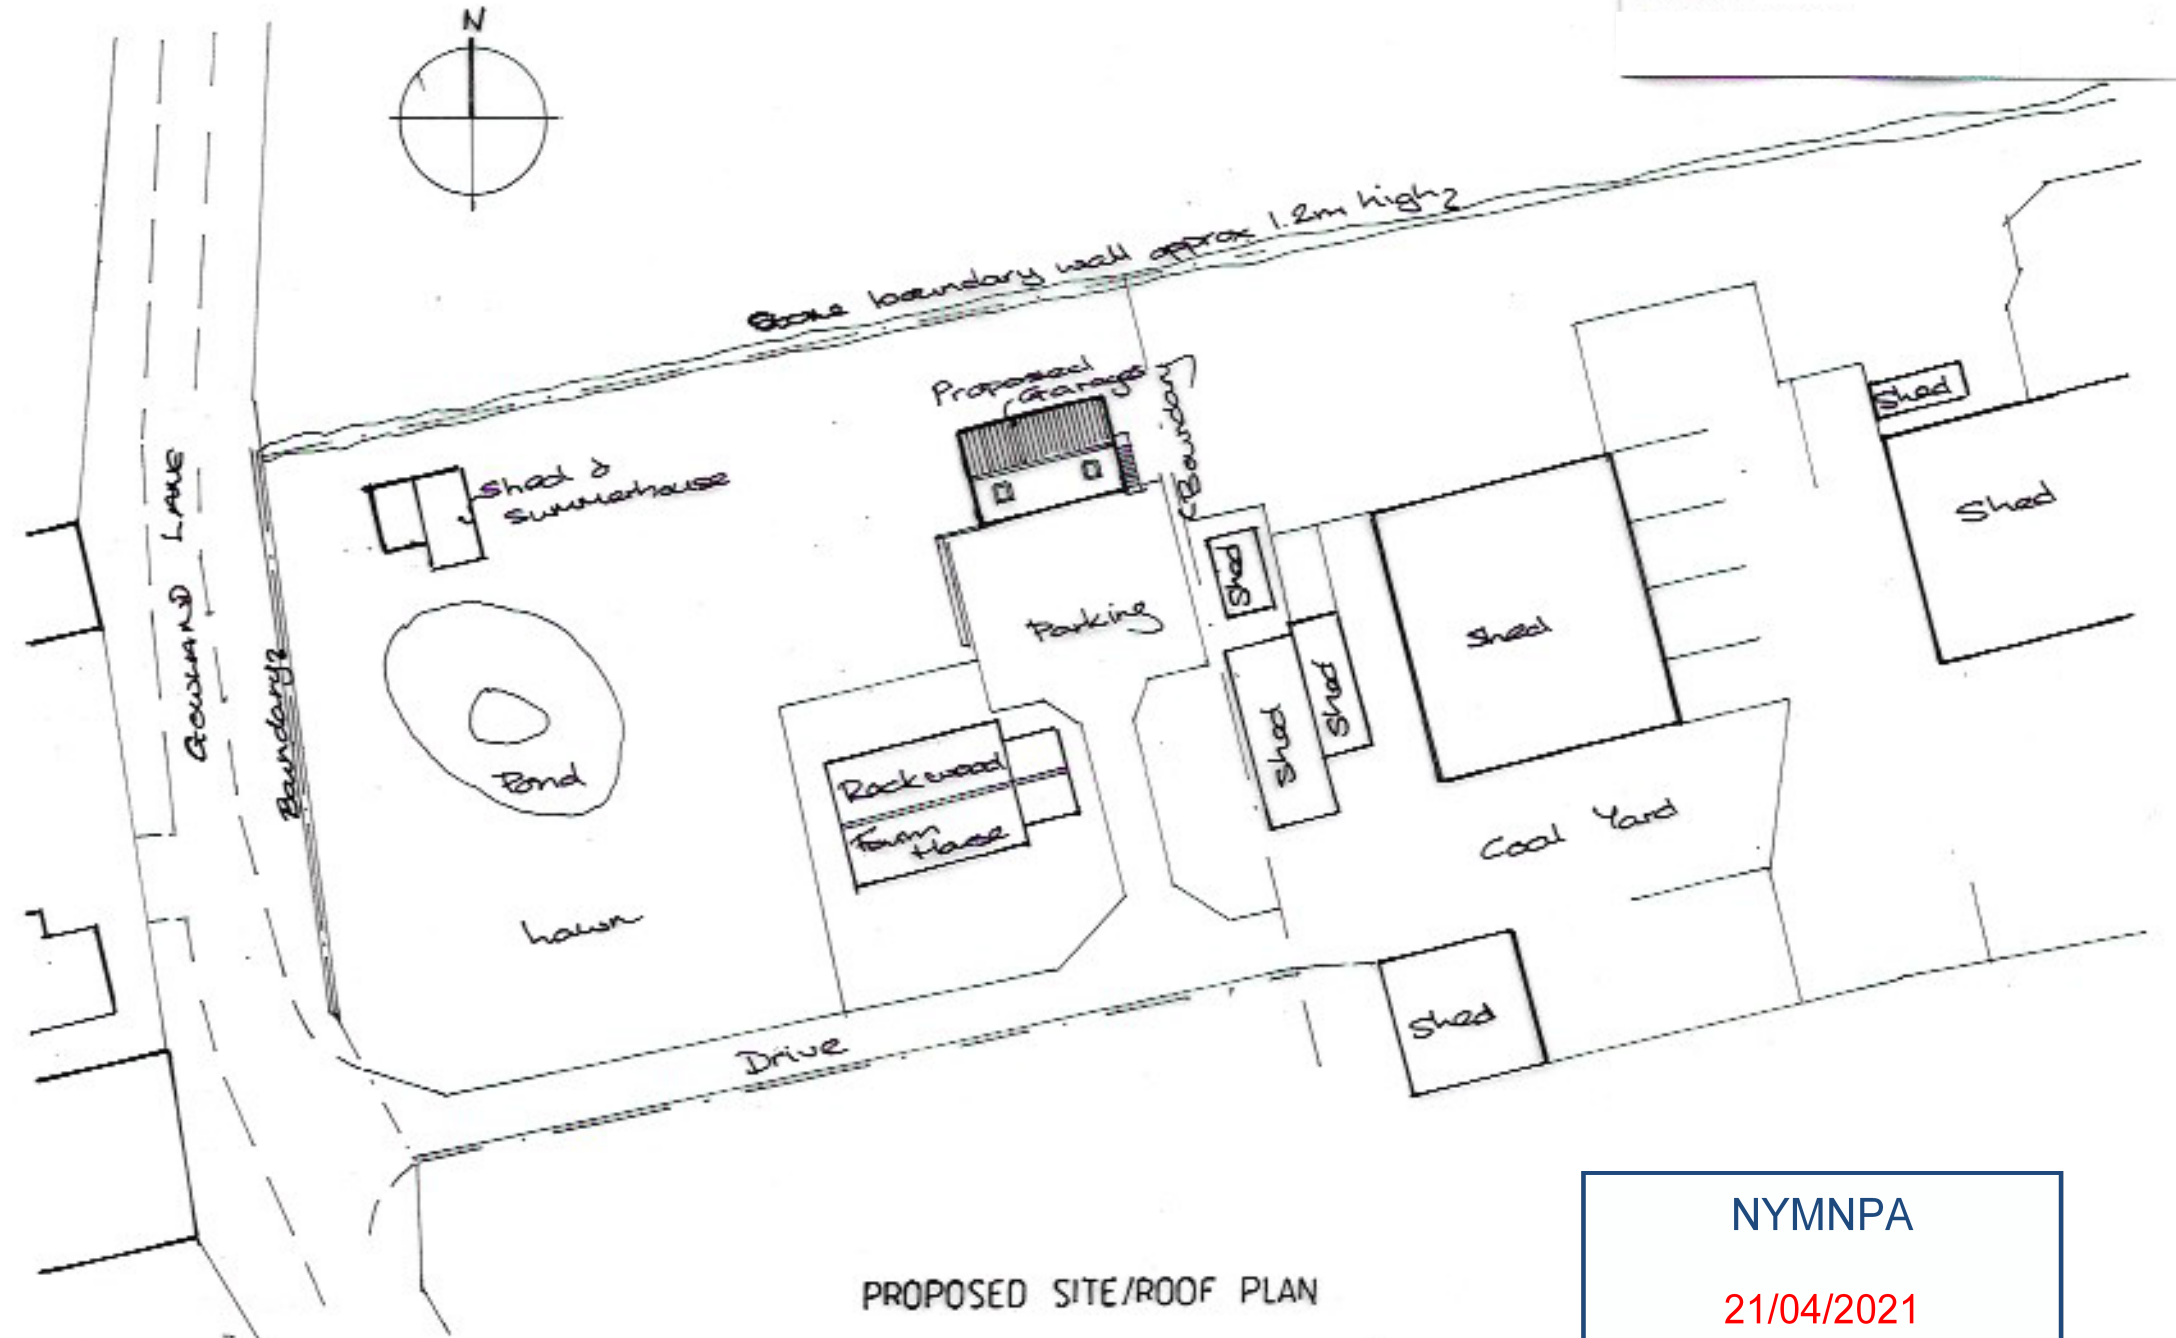 N
Stone boundary wall approx 1.2m high
Proposed
Garage
Boundary
Shed
Shed &
Summerhouse
Shed
GOWLAND LANE
Shed
Parking
Shed
Shed
Shed
Boundary
Pond
Rockwood
Farm
House
Coal Yard
Lawn
Shed
Drive
PROPOSED SITE/ROOF PLAN
NYMNPA
21/04/2021